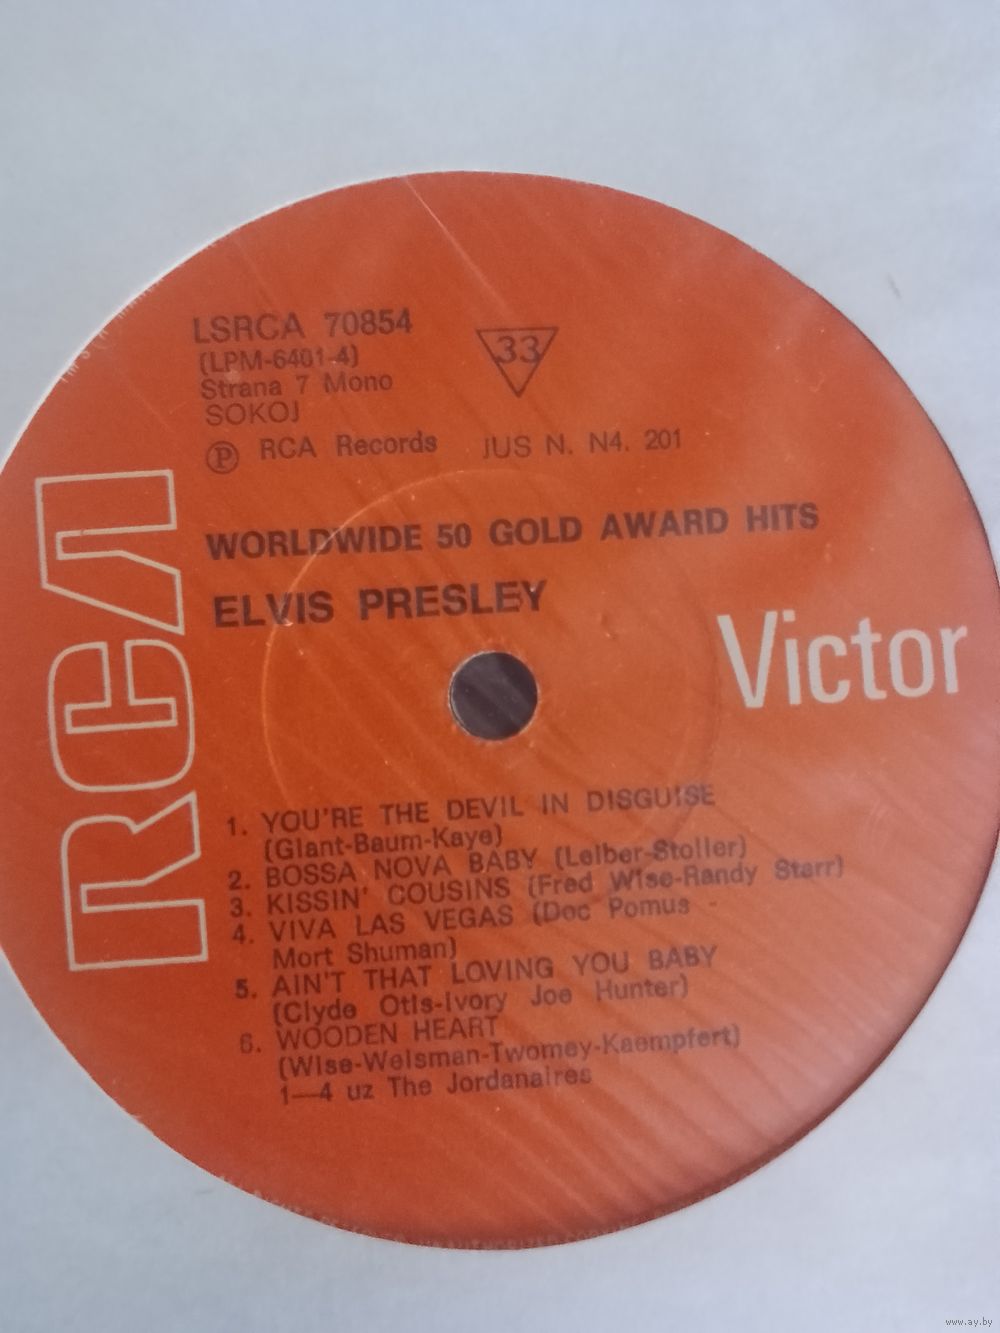 LSRCA 70854
(LPM-6401-4)
Strana 7 Mono
SOKOJ
Ⓟ RCA Records
33
JUS N. N4. 201
WORLDWIDE 50 GOLD AWARD HITS
ELVIS PRESLEY
RCA
Victor
1. YOU'RE THE DEVIL IN DISGUISE
(Giant-Baum-Kaye)
2. BOSSA NOVA BABY (Leiber-Stoller)
3. KISSIN' COUSINS (Fred Wise-Randy Starr)
4. VIVA LAS VEGAS (Doc Pomus -
Mort Shuman)
5. AIN'T THAT LOVING YOU BABY
(Clyde Otis-Ivory Joe Hunter)
6. WOODEN HEART
(Wise-Weisman-Twomey-Kaempfert)
1—4 uz The Jordanaires
www.ay.by